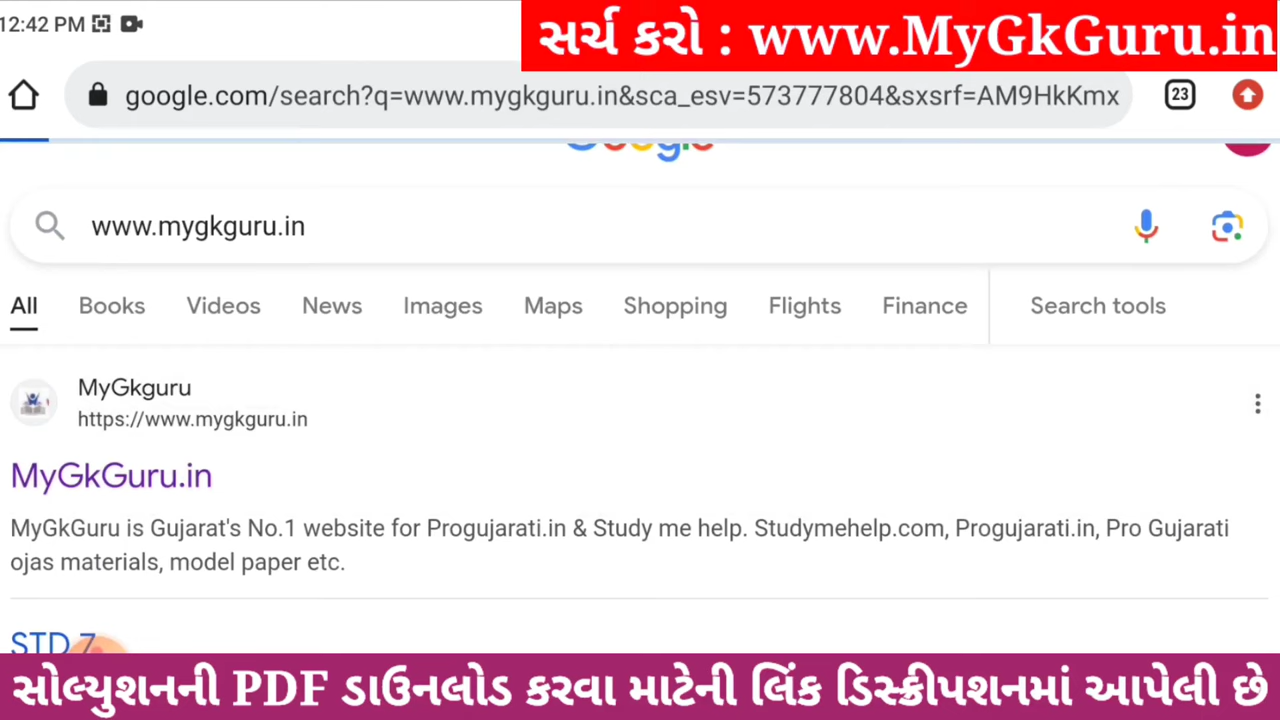 12:42 PM
સર્ચ કરો : www.MyGkGuru.in
google.com/search?q=www.mygkguru.in&sca_esv=573777804&sxsrf=AM9HkKmx
23
Google
www.mygkguru.in
All Books Videos News Images Maps Shopping Flights Finance Search tools
MyGkguru
https://www.mygkguru.in
MyGkGuru.in
MyGkGuru is Gujarat's No.1 website for Progujarati.in & Study me help. Studymehelp.com, Progujarati.in, Pro Gujarati
ojas materials, model paper etc.
STD 7
સોલ્યુશનની PDF ડાઉનલોડ કરવા માટેની લિંક ડિસ્ક્રીપશનમાં આપેલી છે